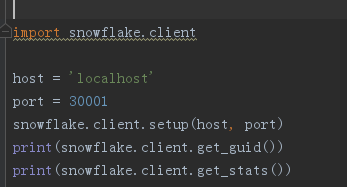 import snowflake.client
host = 'localhost'
port = 30001
snowflake.client.setup(host, port)
print(snowflake.client.get_guid())
print(snowflake.client.get_stats())